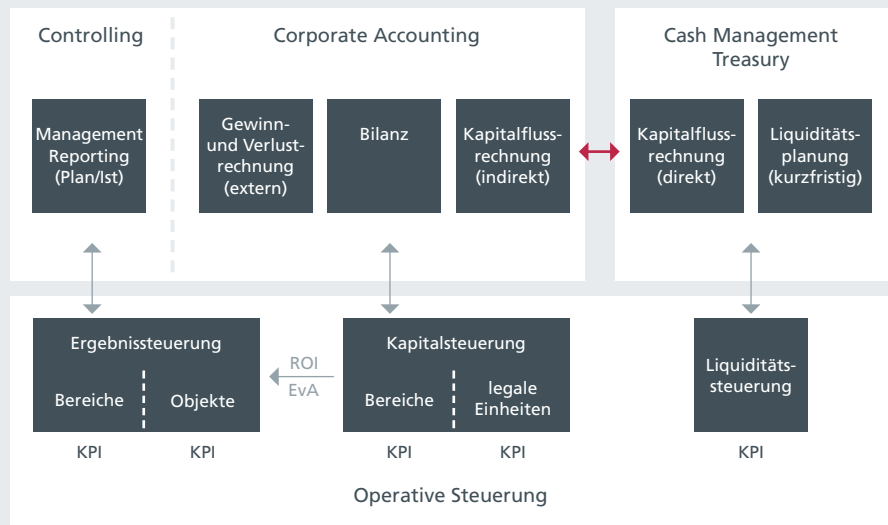 Controlling
Corporate Accounting
Cash Management
Treasury
Management
Reporting
(Plan/Ist)
Gewinn-
und Verlust-
rechnung
(extern)
Bilanz
Kapitalfluss-
rechnung
(indirekt)
Kapitalfluss-
rechnung
(direkt)
Liquiditäts-
planung
(kurzfristig)
Ergebnissteuerung
Bereiche
Objekte
KPI
KPI
ROI
EvA
Kapitalsteuerung
Bereiche
legale
Einheiten
KPI
KPI
Liquiditäts-
steuerung
KPI
Operative Steuerung